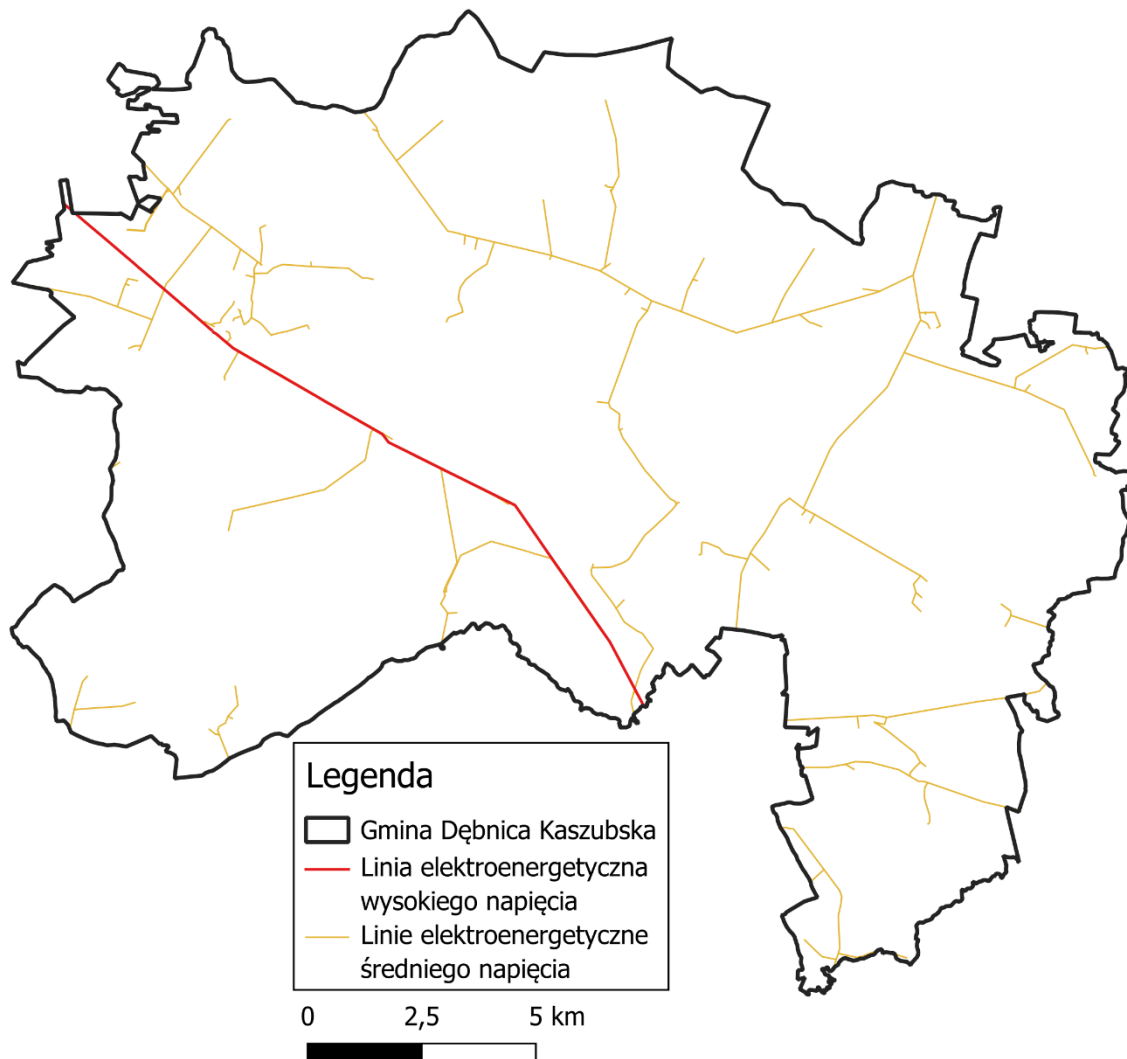 Legenda
Gmina Dębnica Kaszubska
Linia elektroenergetyczna
wysokiego napięcia
Linie elektroenergetyczne
średniego napięcia
0 2,5 5 km